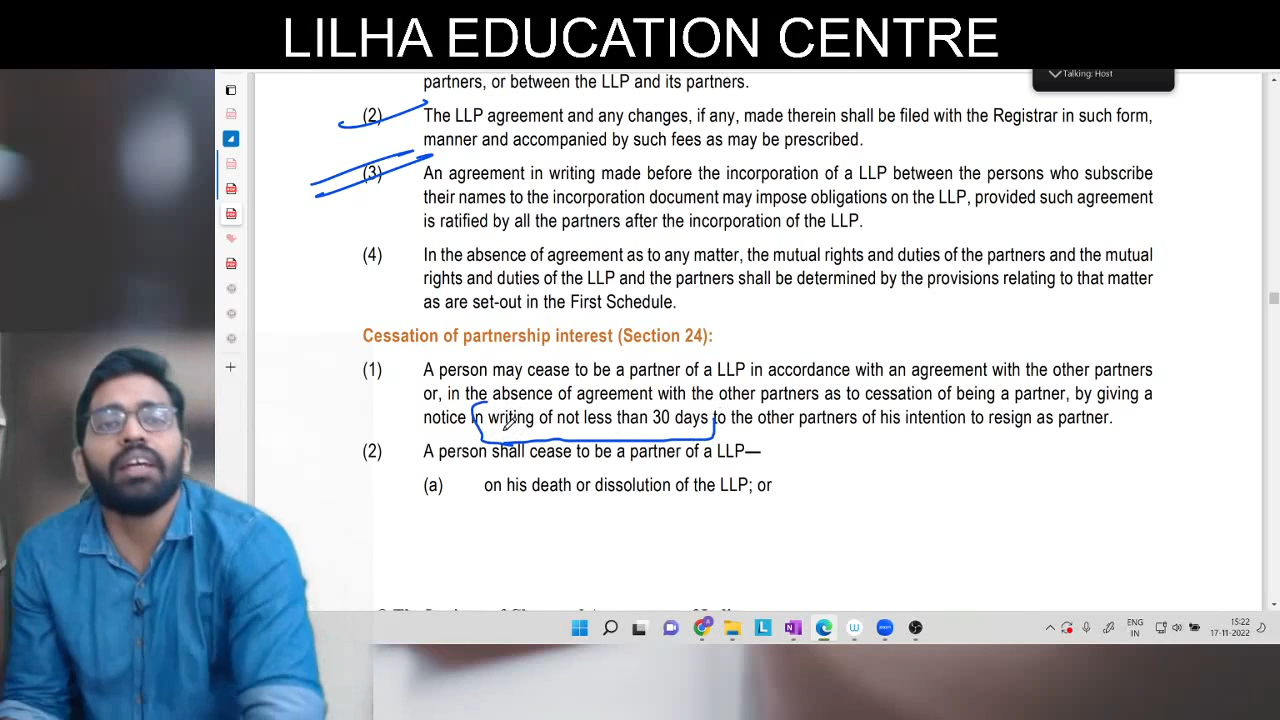 LILHA EDUCATION CENTRE
Talking: Host
partners, or between the LLP and its partners.
(2) The LLP agreement and any changes, if any, made therein shall be filed with the Registrar in such form,
manner and accompanied by such fees as may be prescribed.
(3) An agreement in writing made before the incorporation of a LLP between the persons who subscribe
their names to the incorporation document may impose obligations on the LLP, provided such agreement
is ratified by all the partners after the incorporation of the LLP.
(4) In the absence of agreement as to any matter, the mutual rights and duties of the partners and the mutual
rights and duties of the LLP and the partners shall be determined by the provisions relating to that matter
as are set-out in the First Schedule.
Cessation of partnership interest (Section 24):
(1) A person may cease to be a partner of a LLP in accordance with an agreement with the other partners
or, in the absence of agreement with the other partners as to cessation of being a partner, by giving a
notice in writing of not less than 30 days to the other partners of his intention to resign as partner.
(2) A person shall cease to be a partner of a LLP—
(a) on his death or dissolution of the LLP; or
ENG
IN
15:22
17-11-2022